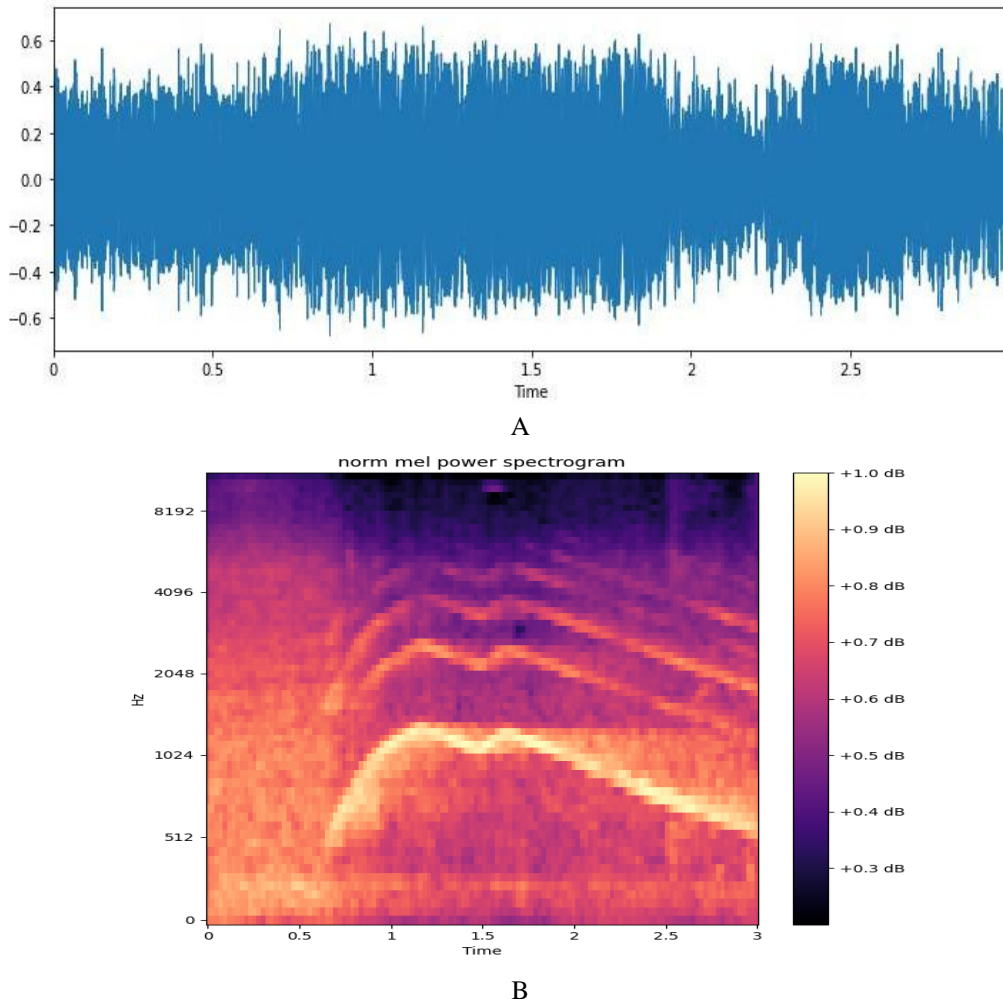 0.6
0.4
0.2
0.0
−0.2
−0.4
−0.6
0 0.5 1 1.5 2 2.5
Time
A
norm mel power spectrogram
Hz
8192
4096
2048
1024
512
0
0 0.5 1 1.5 2 2.5 3
Time
+1.0 dB
+0.9 dB
+0.8 dB
+0.7 dB
+0.6 dB
+0.5 dB
+0.4 dB
+0.3 dB
B